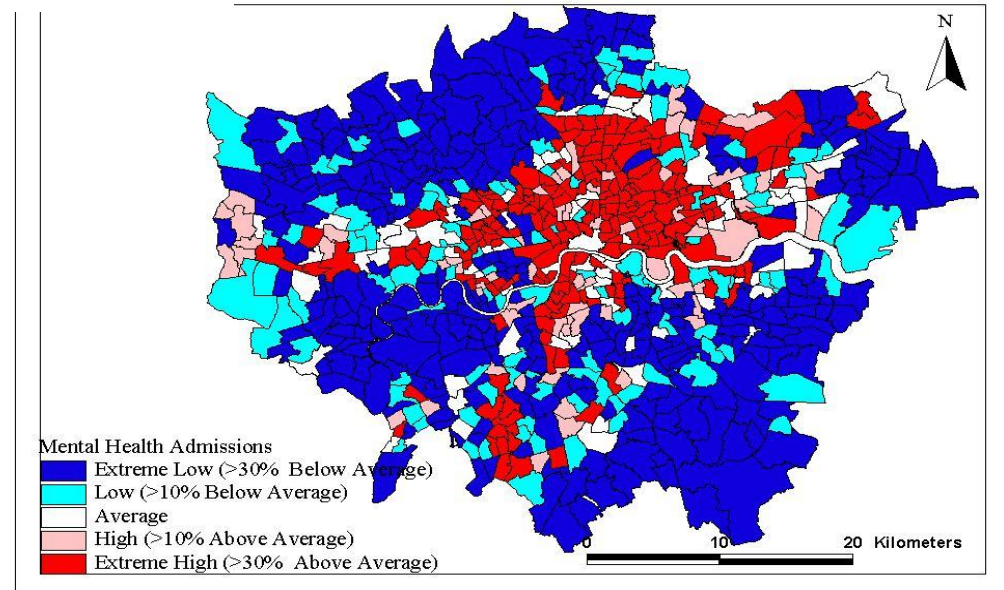 N
Mental Health Admissions
Extreme Low (>30% Below Average)
Low (>10% Below Average)
Average
High (>10% Above Average)
Extreme High (>30% Above Average)
0 10 20 Kilometers